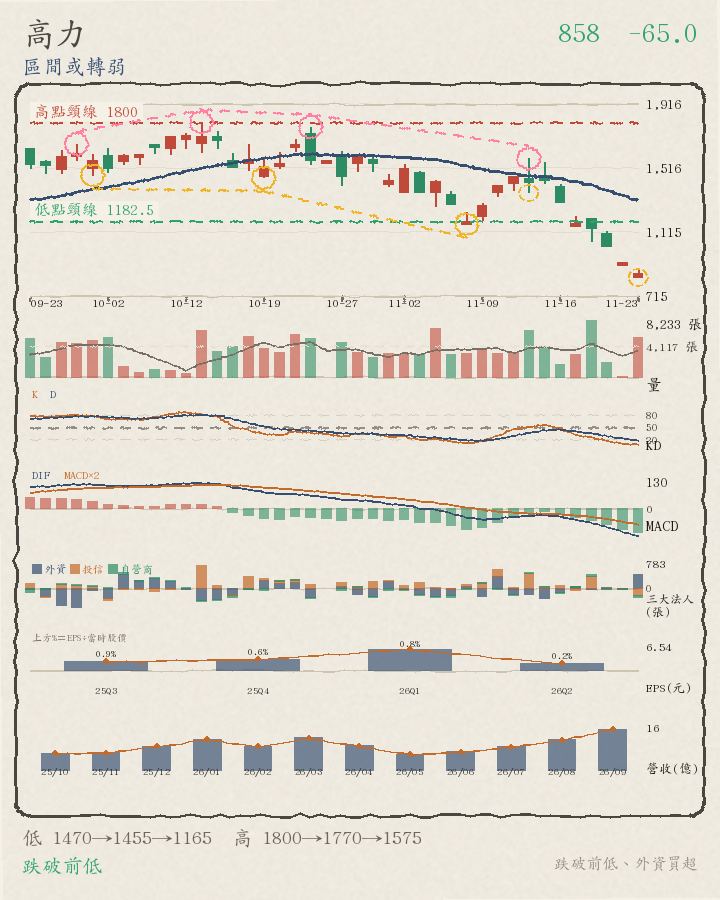 高力
858 -65.0
區間或轉弱
高點頸線 1800
低點頸線 1182.5
1,916
1,516
1,115
715
09-23 10-02 10-12 10-19 10-27 11-02 11-09 11-16 11-23
8,233 張
4,117 張
量
K D
80
50
20
KD
DIF MACD×2
130
0
MACD
外資 投信 自營商
783
0
三大法人
(張)
上方%=EPS÷當時股價
0.9% 0.6% 0.8% 0.2%
6.54
25Q3 25Q4 26Q1 26Q2
EPS(元)
16
25/10 25/11 25/12 26/01 26/02 26/03 26/04 26/05 26/06 26/07 26/08 26/09
營收(億)
低 1470→1455→1165 高 1800→1770→1575
跌破前低
跌破前低、外資買超